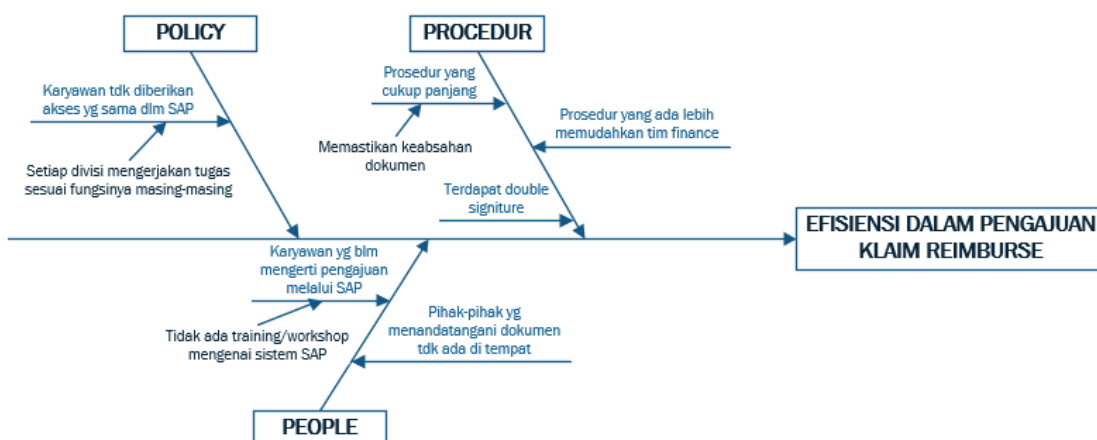 POLICY
PROCEDUR
Karyawan tdk diberikan
akses yg sama dlm SAP
Setiap divisi mengerjakan tugas
sesuai fungsinya masing-masing
Prosedur yang
cukup panjang
Memastikan keabsahan
dokumen
Prosedur yang ada lebih
memudahkan tim finance
Terdapat double
signiture
EFISIENSI DALAM PENGAJUAN
KLAIM REIMBURSE
Karyawan yg blm
mengerti pengajuan
melalui SAP
Tidak ada training/workshop
mengenai sistem SAP
Pihak-pihak yg
menandatangani dokumen
tdk ada di tempat
PEOPLE